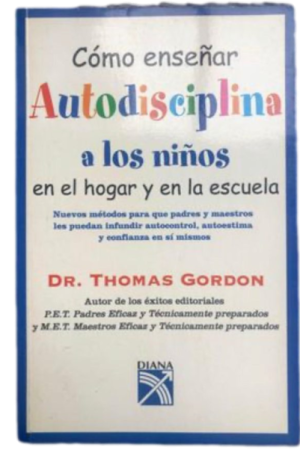 Cómo enseñar
Autodisciplina
a los niños
en el hogar y en la escuela
Nuevos métodos para que padres y maestros
les puedan infundir autocontrol, autoestima
y confianza en sí mismos
DR. THOMAS GORDON
Autor de los éxitos editoriales
P.E.T. Padres Eficaz y Técnicamente preparados
y M.E.T. Maestros Eficaz y Técnicamente preparados
DIANA